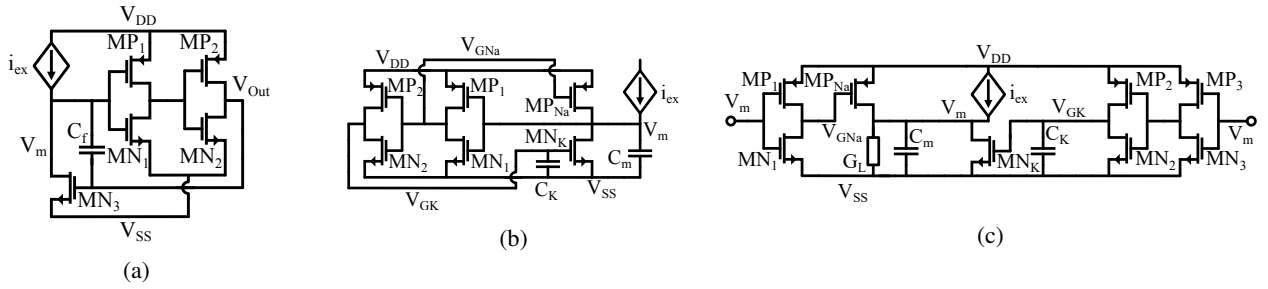 V_DD
MP_1
MP_2
i_ex
V_Out
C_f
V_m
MN_1
MN_2
MN_3
V_SS
(a)
V_GNa
V_DD
MP_2
MP_1
MP_Na
i_ex
V_m
MN_K
C_m
MN_2
MN_1
C_K
V_SS
V_GK
(b)
V_DD
MP_1
MP_Na
i_ex
MP_2
MP_3
V_m
V_m
V_GK
V_GNa
C_m
C_K
V_m
MN_1
G_L
MN_K
MN_2
MN_3
V_SS
(c)